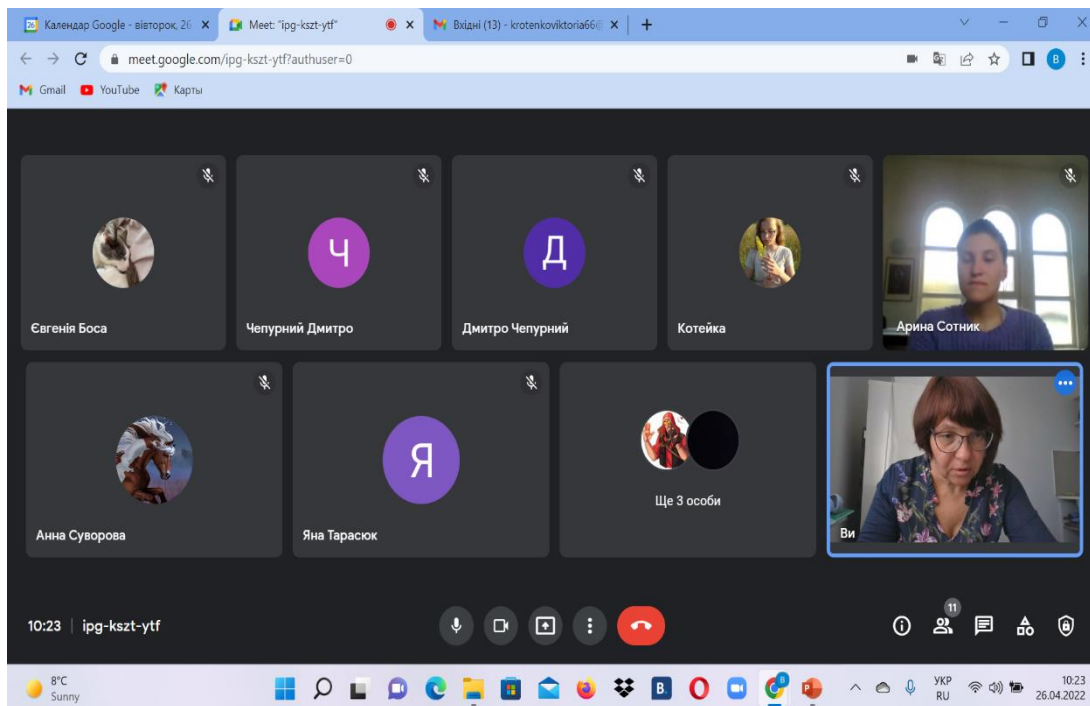 Календар Google - вівторок, 26
Meet: "ipg-kszt-ytf"
Вхідні (13) - krotenkoviktoria66@
meet.google.com/ipg-kszt-ytf?authuser=0
B
Gmail
YouTube
Карты
Ч
Д
Євгенія Боса
Чепурний Дмитро
Дмитро Чепурний
Котейка
Арина Сотник
Я
Ще 3 особи
Анна Суворова
Яна Тарасюк
Ви
10:23 | ipg-kszt-ytf
11
8°C
Sunny
B.
УКР
RU
10:23
26.04.2022